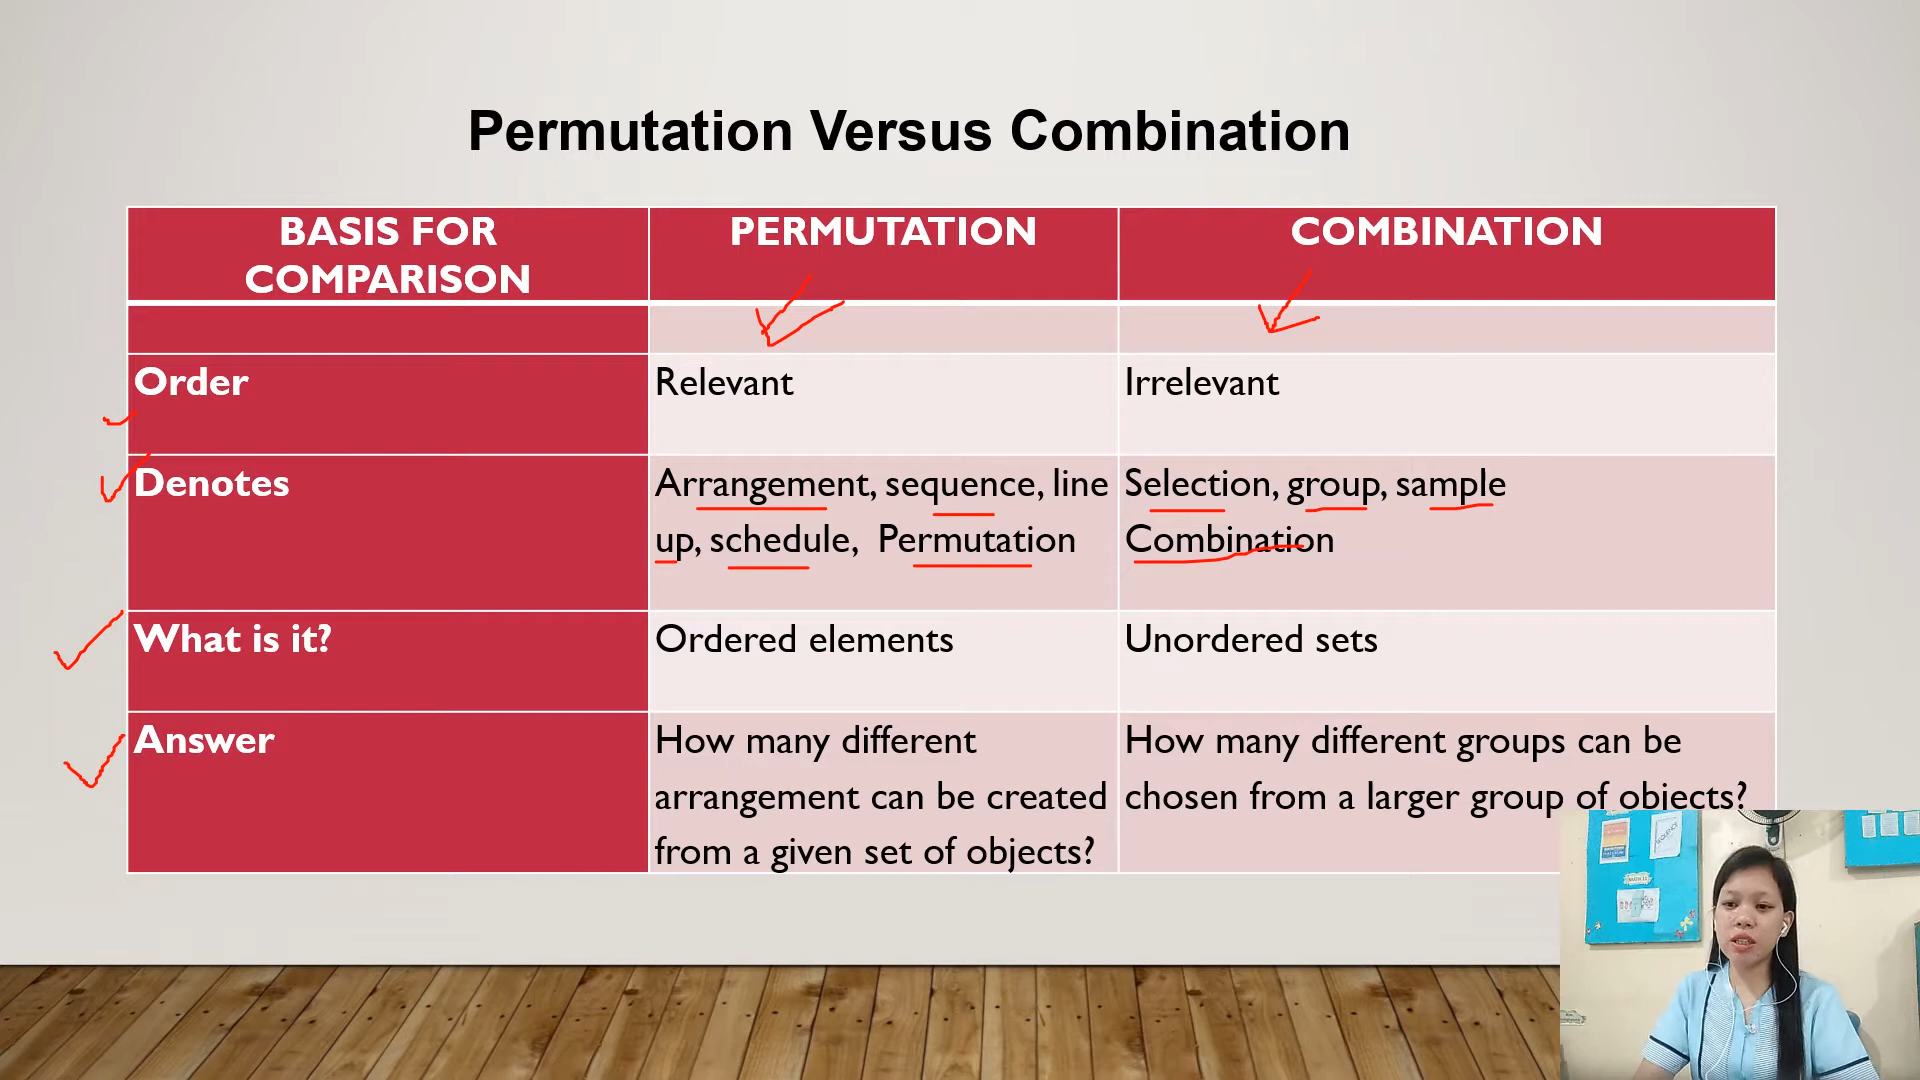 Permutation Versus Combination
BASIS FOR
COMPARISON
PERMUTATION
COMBINATION
Order
Relevant
Irrelevant
Denotes
Arrangement, sequence, line
up, schedule, Permutation
Selection, group, sample
Combination
What is it?
Ordered elements
Unordered sets
Answer
How many different
arrangement can be created
from a given set of objects?
How many different groups can be
chosen from a larger group of objects?